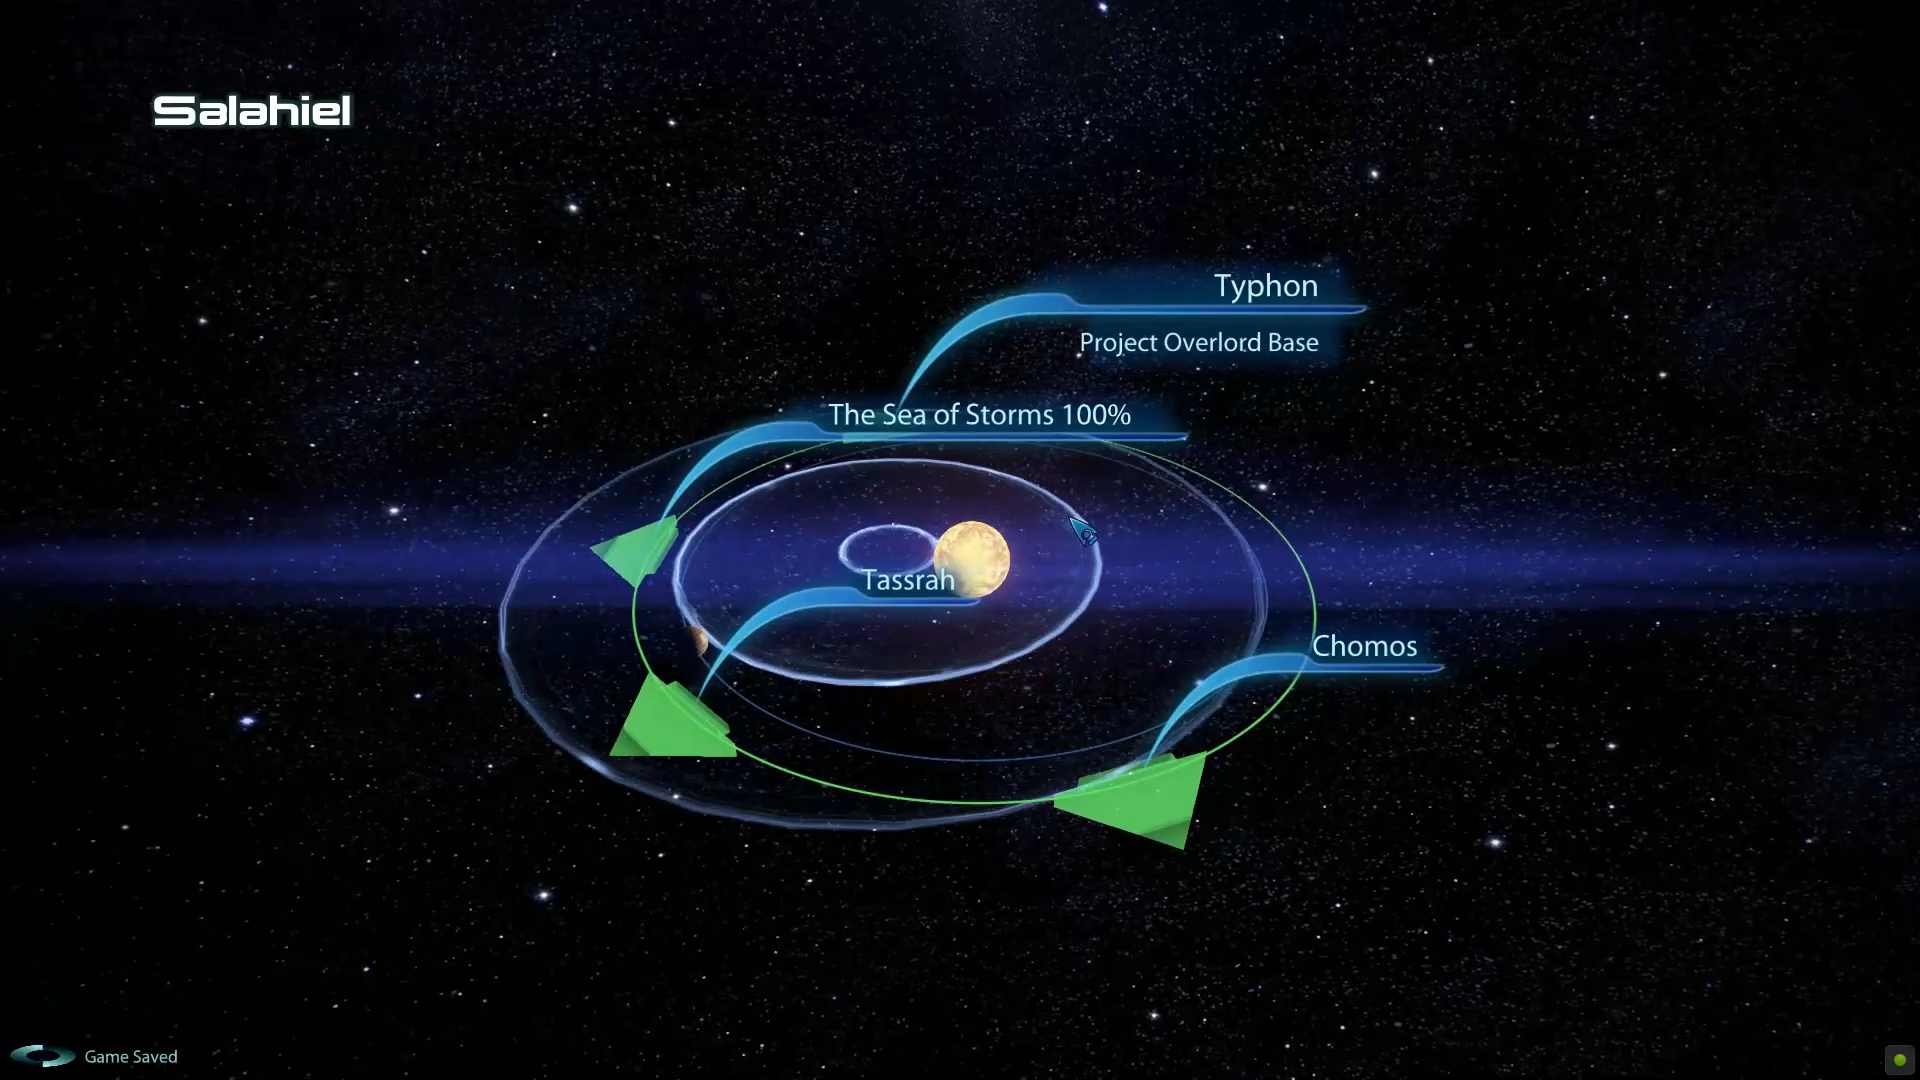 Salahiel
Typhon
Project Overlord Base
The Sea of Storms 100%
Tassrah
Chomos
Game Saved